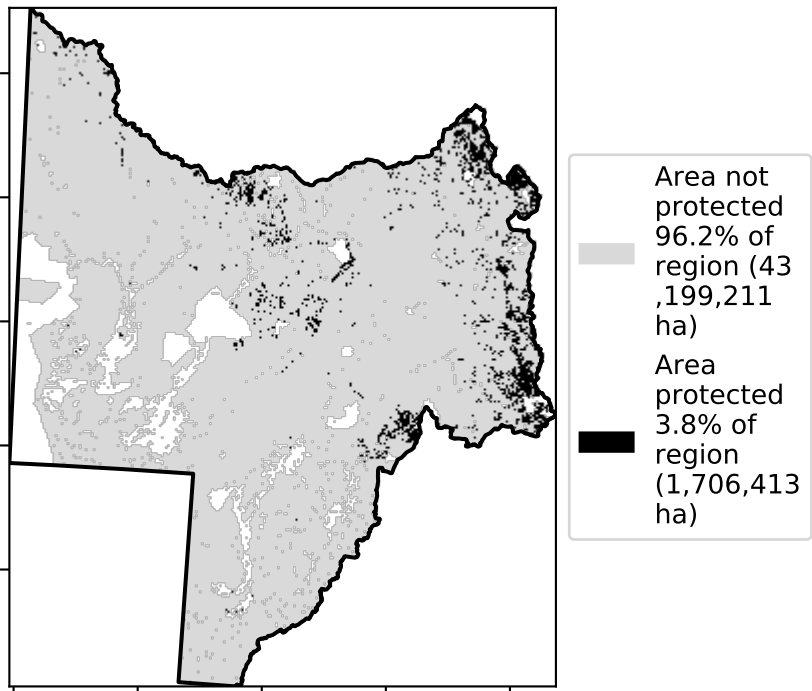 Area not
protected
96.2% of
region (43
,199,211
ha)
Area
protected
3.8% of
region
(1,706,413
ha)